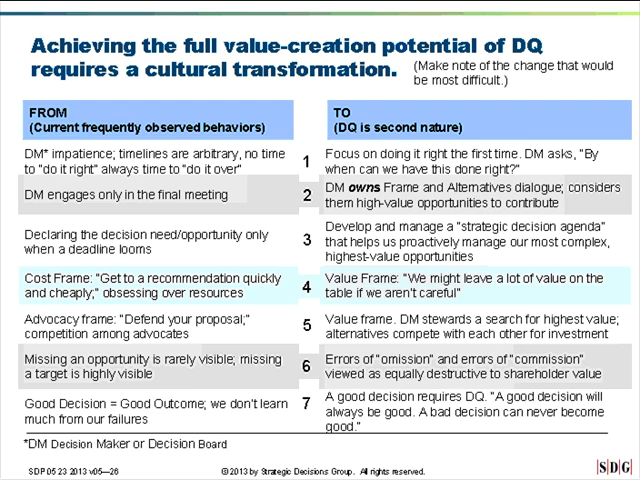 Achieving the full value-creation potential of DQ
requires a cultural transformation. (Make note of the change that would
be most difficult.)
FROM
(Current frequently observed behaviors)
TO
(DQ is second nature)
DM* impatience; timelines are arbitrary, no time
to "do it right" always time to "do it over"
1
Focus on doing it right the first time. DM asks, "By
when can we have this done right?"
DM engages only in the final meeting
2
DM owns Frame and Alternatives dialogue; considers
them high-value opportunities to contribute
Declaring the decision need/opportunity only
when a deadline looms
3
Develop and manage a "strategic decision agenda"
that helps us proactively manage our most complex,
highest-value opportunities
Cost Frame: "Get to a recommendation quickly
and cheaply;" obsessing over resources
4
Value Frame: "We might leave a lot of value on the
table if we aren't careful"
Advocacy frame: "Defend your proposal;"
competition among advocates
5
Value frame. DM stewards a search for highest value;
alternatives compete with each other for investment
Missing an opportunity is rarely visible; missing
a target is highly visible
6
Errors of "omission" and errors of "commission"
viewed as equally destructive to shareholder value
Good Decision = Good Outcome; we don't learn
much from our failures
7
A good decision requires DQ. "A good decision will
always be good. A bad decision can never become
good."
*DM Decision Maker or Decision Board
SDP 05 23 2013 v05—26
© 2013 by Strategic Decisions Group. All rights reserved.
SDG